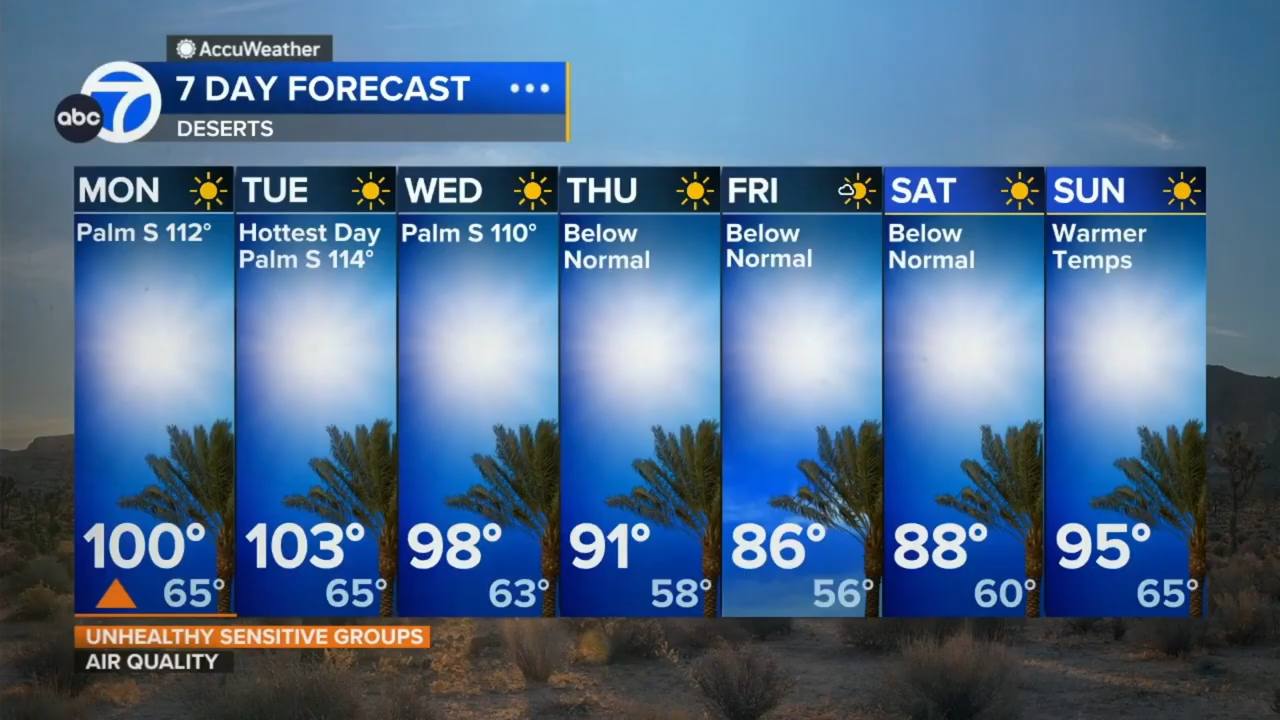 AccuWeather
abc 7
7 DAY FORECAST
DESERTS
MON TUE WED THU FRI SAT SUN
Palm S 112°
Hottest Day
Palm S 114°
Palm S 110°
Below
Normal
Below
Normal
Below
Normal
Warmer
Temps
100° 103° 98° 91° 86° 88° 95°
65° 65° 63° 58° 56° 60° 65°
UNHEALTHY SENSITIVE GROUPS
AIR QUALITY